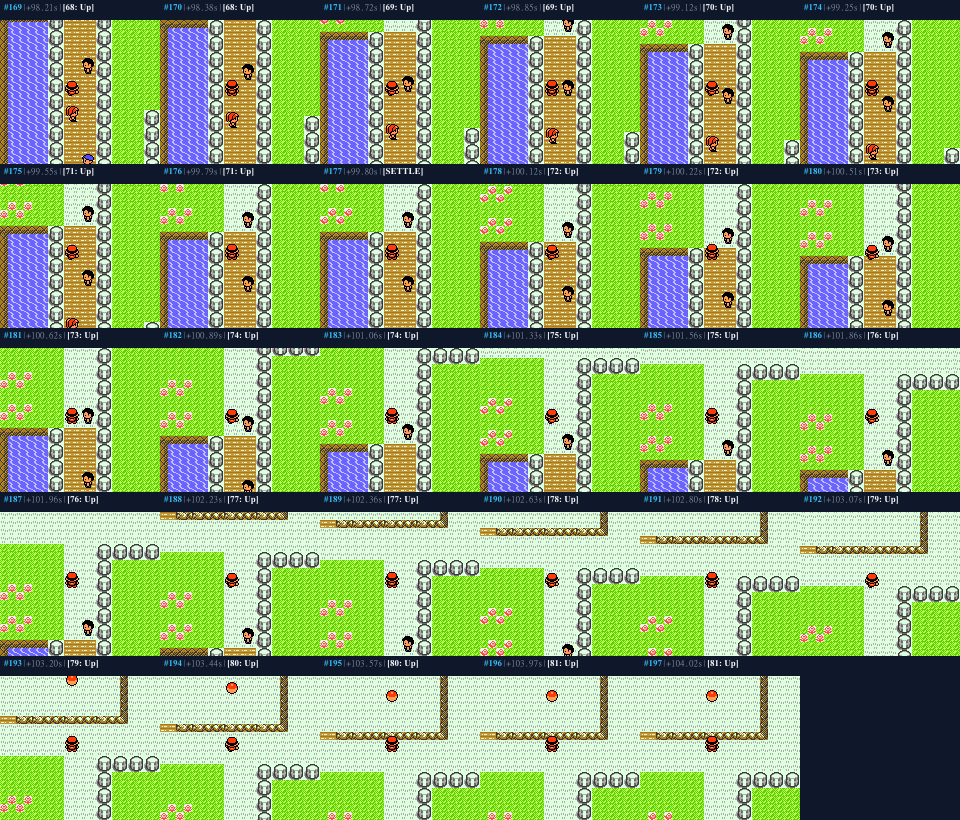 #169|+98.21s|[68: Up] #170|+98.38s|[68: Up] #171|+98.72s|[69: Up] #172|+98.85s|[69: Up] #173|+99.12s|[70: Up] #174|+99.25s|[70: Up]
#175|+99.55s|[71: Up] #176|+99.79s|[71: Up] #177|+99.80s|[SETTLE] #178|+100.12s|[72: Up] #179|+100.22s|[72: Up] #180|+100.51s|[73: Up]
#181|+100.62s|[73: Up] #182|+100.89s|[74: Up] #183|+101.06s|[74: Up] #184|+101.33s|[75: Up] #185|+101.56s|[75: Up] #186|+101.86s|[76: Up]
#187|+101.96s|[76: Up] #188|+102.23s|[77: Up] #189|+102.36s|[77: Up] #190|+102.63s|[78: Up] #191|+102.80s|[78: Up] #192|+103.07s|[79: Up]
#193|+103.20s|[79: Up] #194|+103.44s|[80: Up] #195|+103.57s|[80: Up] #196|+103.97s|[81: Up] #197|+104.02s|[81: Up]